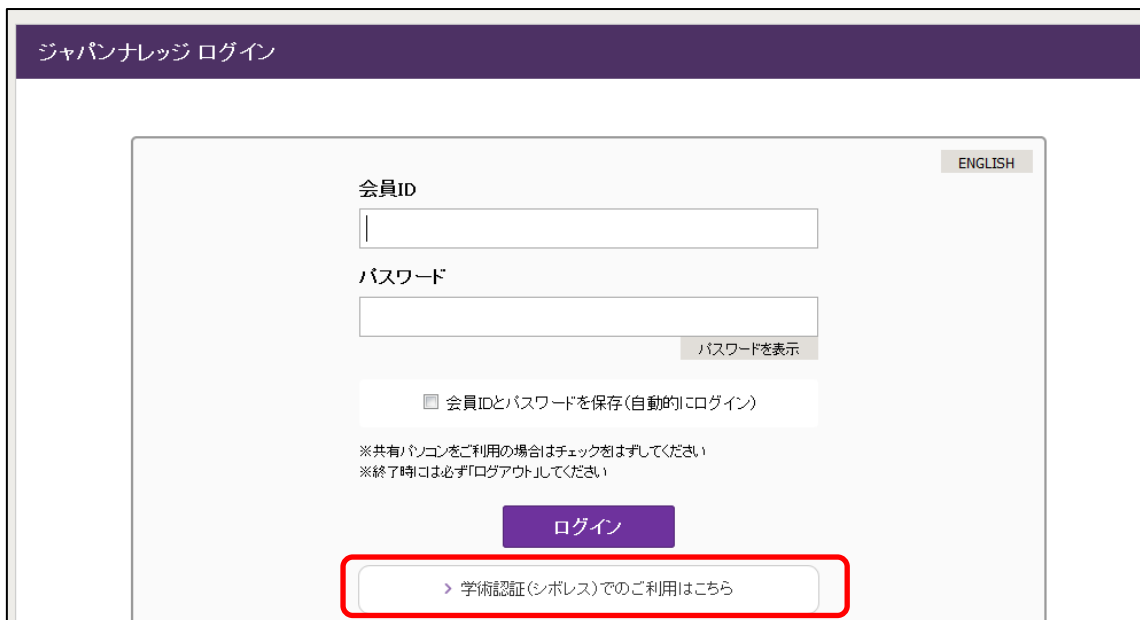 ジャパンナレッジ ログイン
ENGLISH
会員ID
パスワード
パスワードを表示
会員IDとパスワードを保存(自動的にログイン)
※共有パソコンをご利用の場合はチェックをはずしてください
※終了時には必ず「ログアウト」してください
ログイン
> 学術認証(シボレス)でのご利用はこちら